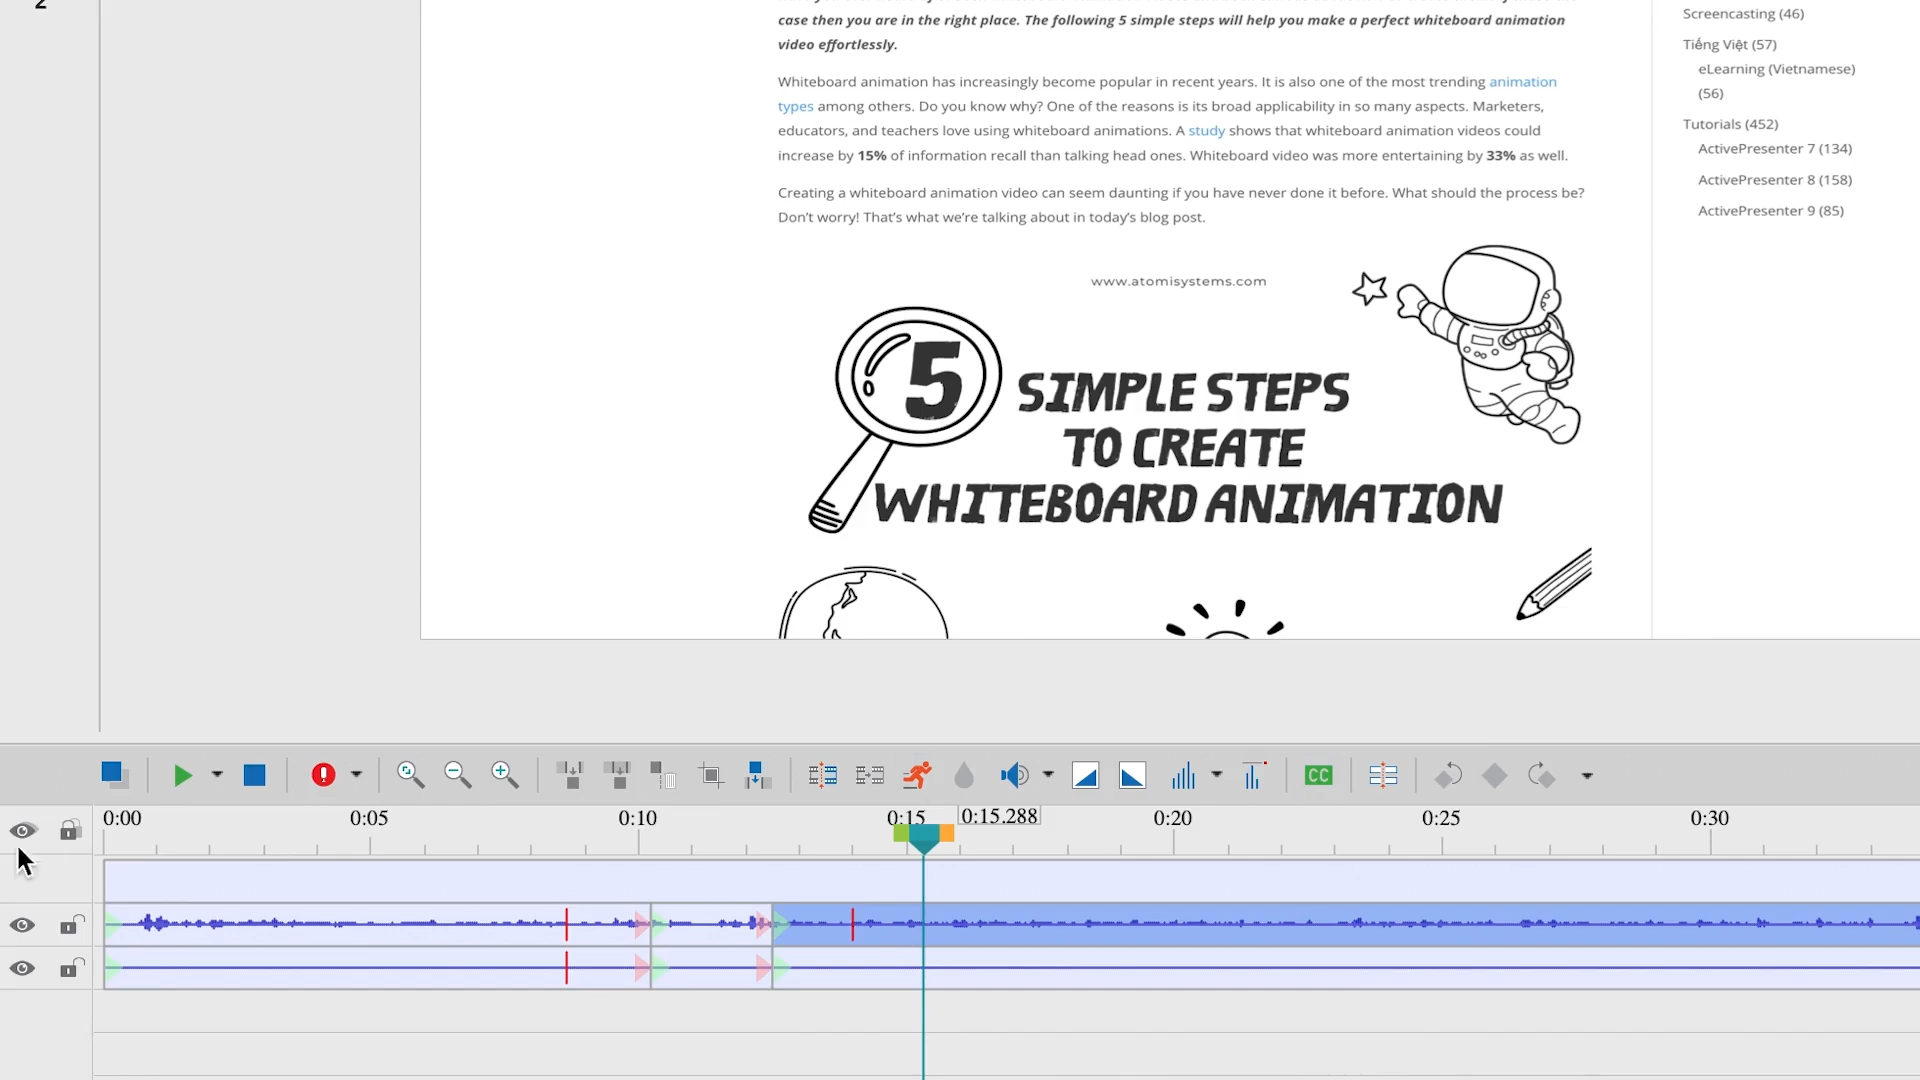 2
case then you are in the right place. The following 5 simple steps will help you make a perfect whiteboard animation
video effortlessly.
Whiteboard animation has increasingly become popular in recent years. It is also one of the most trending animation
types among others. Do you know why? One of the reasons is its broad applicability in so many aspects. Marketers,
educators, and teachers love using whiteboard animations. A study shows that whiteboard animation videos could
increase by 15% of information recall than talking head ones. Whiteboard video was more entertaining by 33% as well.
Creating a whiteboard animation video can seem daunting if you have never done it before. What should the process be?
Don't worry! That's what we're talking about in today's blog post.
www.atomisystems.com
5 SIMPLE STEPS
TO CREATE
WHITEBOARD ANIMATION
Screencasting (46)
Tiếng Việt (57)
eLearning (Vietnamese)
(56)
Tutorials (452)
ActivePresenter 7 (134)
ActivePresenter 8 (158)
ActivePresenter 9 (85)
CC
0:00 0:05 0:10 0:15 0:15.288 0:20 0:25 0:30